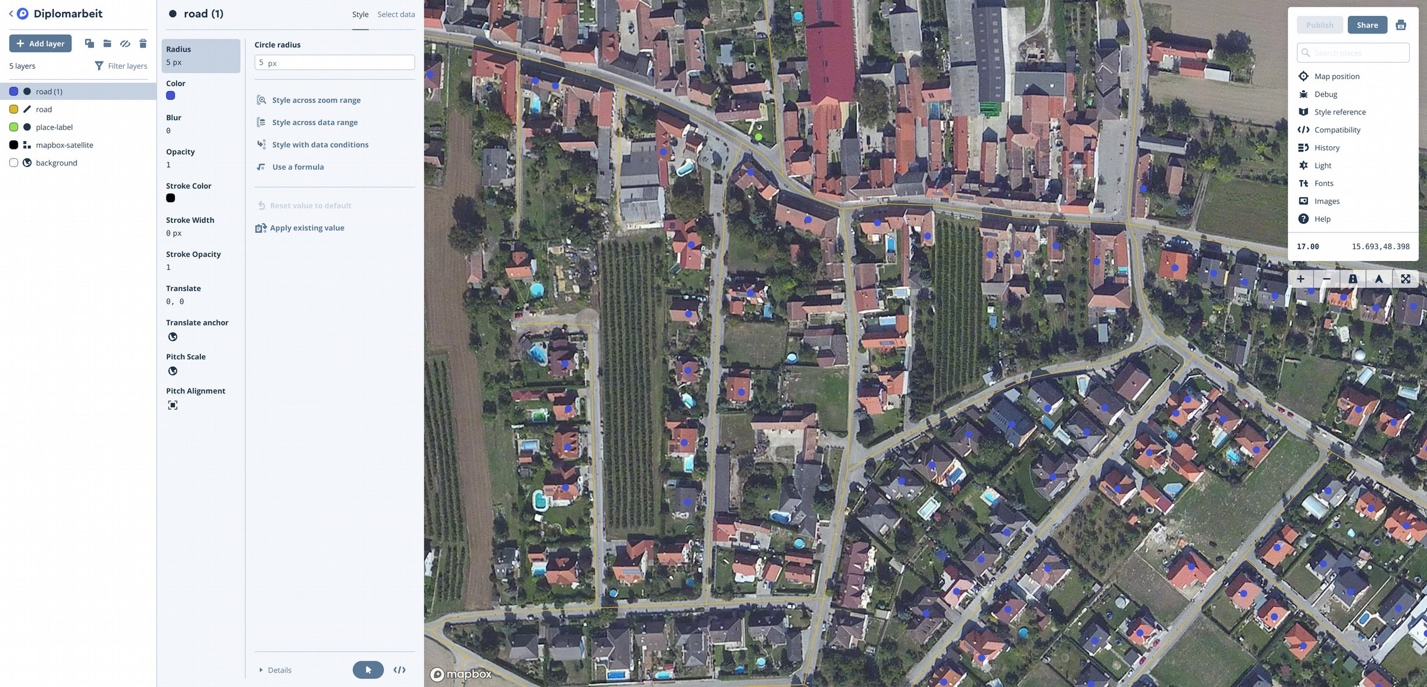 Diplomarbeit
Add layer
5 layers
Filter layers
road (1)
road
place-label
mapbox-satellite
background
road (1)
Style
Select data
Radius
5 px
Color
Blur
0
Opacity
1
Stroke Color
Stroke Width
0 px
Stroke Opacity
1
Translate
0, 0
Translate anchor
Pitch Scale
Pitch Alignment
Circle radius
5 px
Style across zoom range
Style across data range
Style with data conditions
Use a formula
Reset value to default
Apply existing value
Details
mapbox
Publish
Share
Search places
Map position
Debug
Style reference
Compatibility
History
Light
Fonts
Images
Help
17.00
15.693,48.398